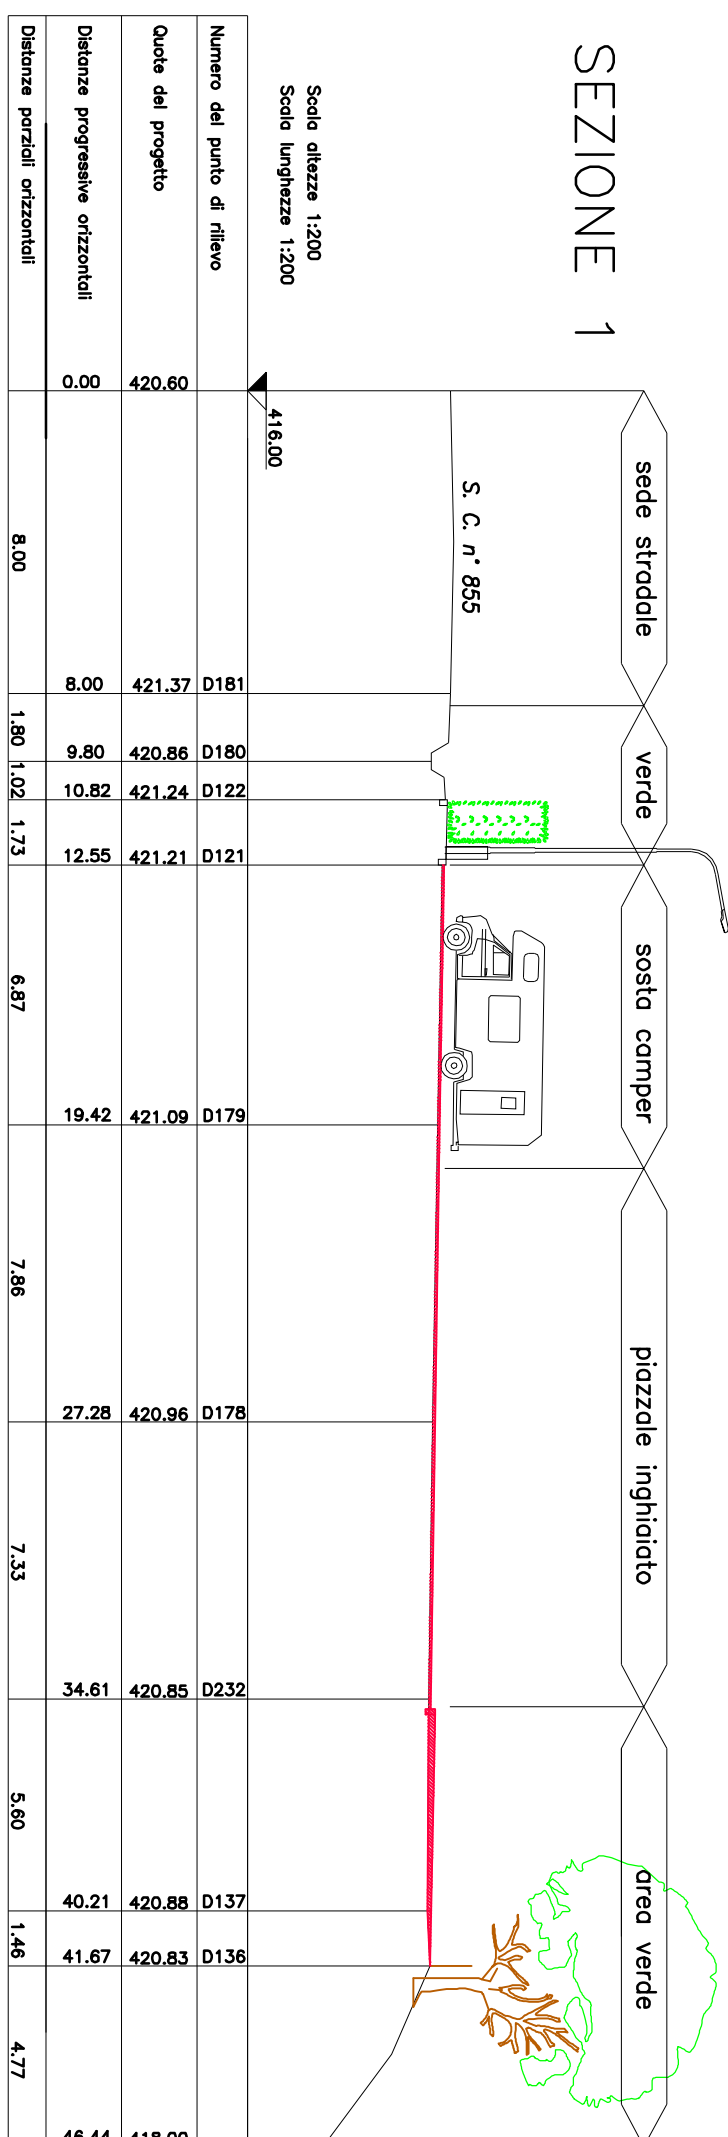 SEZIONE 1
sede stradale
verde
sosta camper
piazzale inghiaiato
area verde
S. C. n° 855
Scala altezze 1:200
Scala lunghezze 1:200
416.00
Numero del punto di rilievo
D181
D180
D122
D121
D179
D178
D232
D137
D136
Quote del progetto
420.60
421.37
420.86
421.24
421.21
421.09
420.96
420.85
420.88
420.83
Distanze progressive orizzontali
0.00
8.00
9.80
10.82
12.55
19.42
27.28
34.61
40.21
41.67
46.44
Distanze parziali orizzontali
8.00
1.80
1.02
1.73
6.87
7.86
7.33
5.60
1.46
4.77